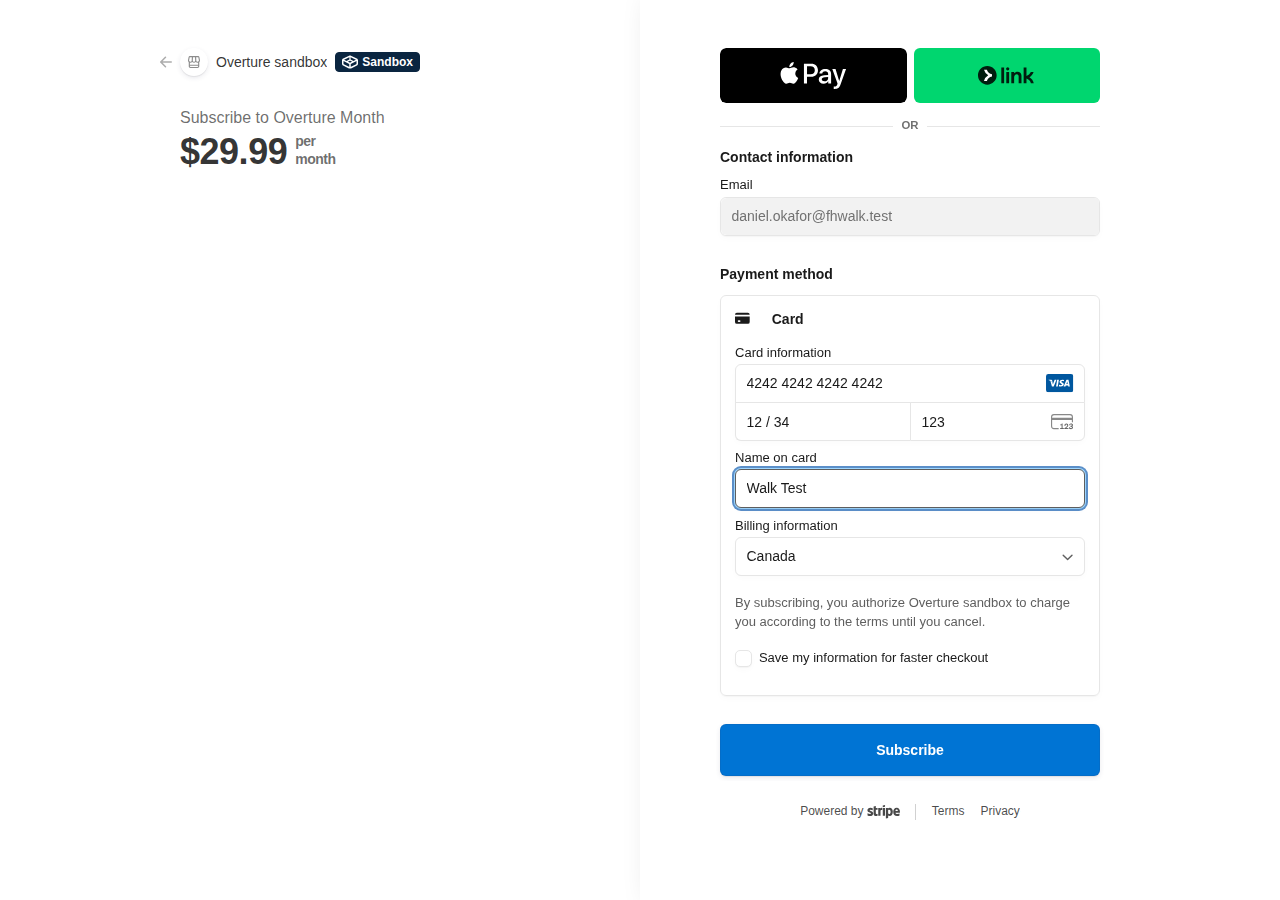 Overture sandbox Sandbox
Subscribe to Overture Month
$29.99 per month
Pay
link
OR
Contact information
Email
daniel.okafor@fhwalk.test
Payment method
Card
Card information
4242 4242 4242 4242 VISA
12 / 34 123 123
Name on card
Walk Test
Billing information
Canada
By subscribing, you authorize Overture sandbox to charge
you according to the terms until you cancel.
Save my information for faster checkout
Subscribe
Powered by stripe Terms Privacy